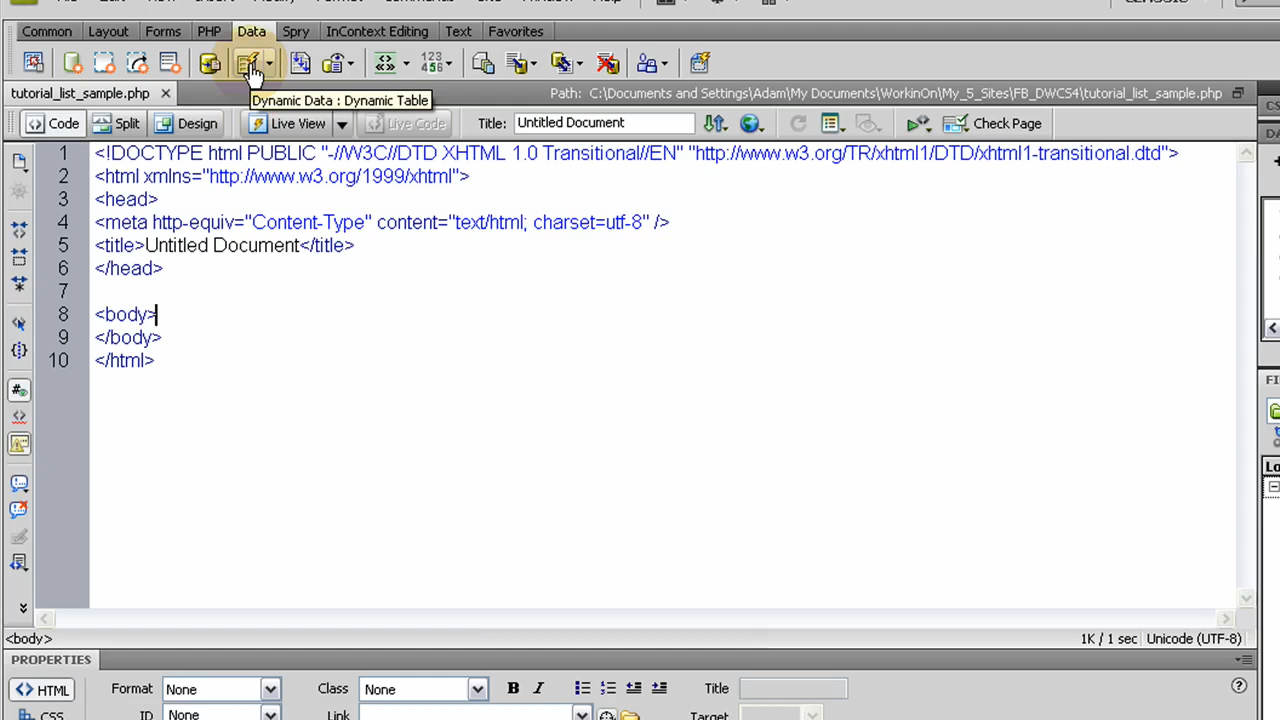 CLASSIC
Common Layout Forms PHP Data Spry InContext Editing Text Favorites
tutorial_list_sample.php
Dynamic Data : Dynamic Table
Path: C:\Documents and Settings\Adam\My Documents\WorkinOn\My_5_Sites\FB_DWCS4\tutorial_list_sample.php
Code Split Design Live View Live Code Title: Untitled Document Check Page
1 <!DOCTYPE html PUBLIC "-//W3C//DTD XHTML 1.0 Transitional//EN" "http://www.w3.org/TR/xhtml1/DTD/xhtml1-transitional.dtd">
2 <html xmlns="http://www.w3.org/1999/xhtml">
3 <head>
4 <meta http-equiv="Content-Type" content="text/html; charset=utf-8" />
5 <title>Untitled Document</title>
6 </head>
7
8 <body>
9 </body>
10 </html>
<body> 1K / 1 sec Unicode (UTF-8)
PROPERTIES
HTML Format None Class None B I Title
CSS ID None Link Target